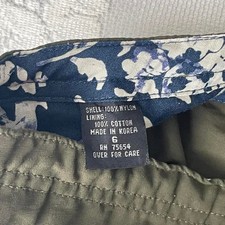 SHELL: 100% NYLON
LINING:
100% COTTON
MADE IN KOREA
6
RN 75654
OVER FOR CARE